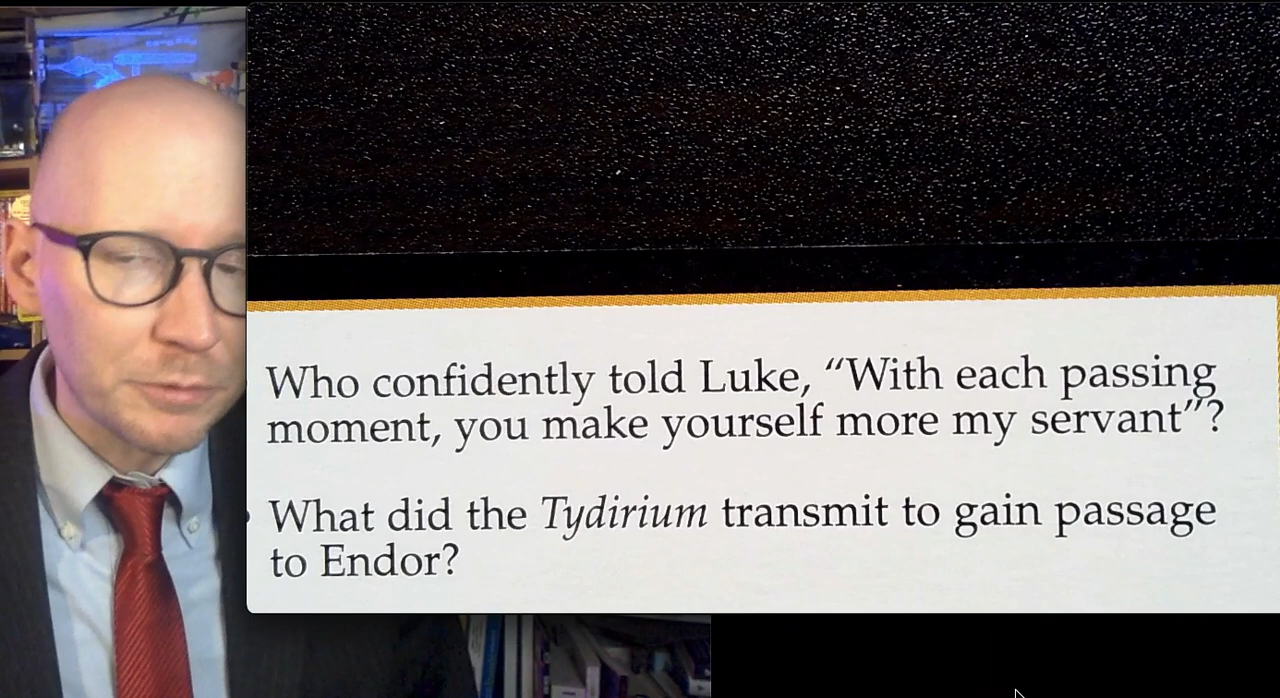 Who confidently told Luke, “With each passing
moment, you make yourself more my servant”?
What did the Tydirium transmit to gain passage
to Endor?